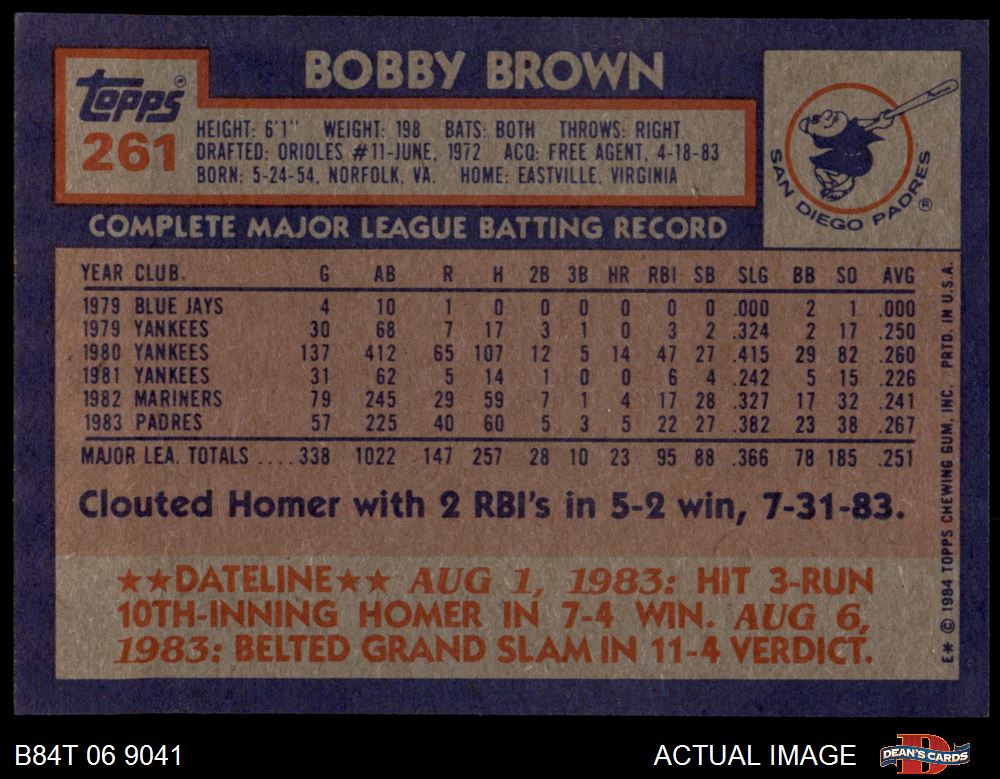 BOBBY BROWN
Topps®
261
HEIGHT: 6'1" WEIGHT: 198 BATS: BOTH THROWS: RIGHT
DRAFTED: ORIOLES #11-JUNE, 1972 ACQ: FREE AGENT, 4-18-83
BORN: 5-24-54, NORFOLK, VA. HOME: EASTVILLE, VIRGINIA
SAN DIEGO PADRES ®
COMPLETE MAJOR LEAGUE BATTING RECORD
YEAR CLUB. G AB R H 2B 3B HR RBI SB SLG BB SO AVG
1979 BLUE JAYS 4 10 1 0 0 0 0 0 0 .000 2 1 .000
1979 YANKEES 30 68 7 17 3 1 0 3 2 .324 2 17 .250
1980 YANKEES 137 412 65 107 12 5 14 47 27 .415 29 82 .260
1981 YANKEES 31 62 5 14 1 0 0 6 4 .242 5 15 .226
1982 MARINERS 79 245 29 59 7 1 4 17 28 .327 17 32 .241
1983 PADRES 57 225 40 60 5 3 5 22 27 .382 23 38 .267
MAJOR LEA. TOTALS .... 338 1022 147 257 28 10 23 95 88 .366 78 185 .251
Clouted Homer with 2 RBI's in 5-2 win, 7-31-83.
★★DATELINE★★ AUG 1, 1983: HIT 3-RUN
10TH-INNING HOMER IN 7-4 WIN. AUG 6,
1983: BELTED GRAND SLAM IN 11-4 VERDICT.
E* © 1984 TOPPS CHEWING GUM, INC. PRTD. IN U.S.A.
B84T 06 9041
ACTUAL IMAGE
DEAN'S CARDS